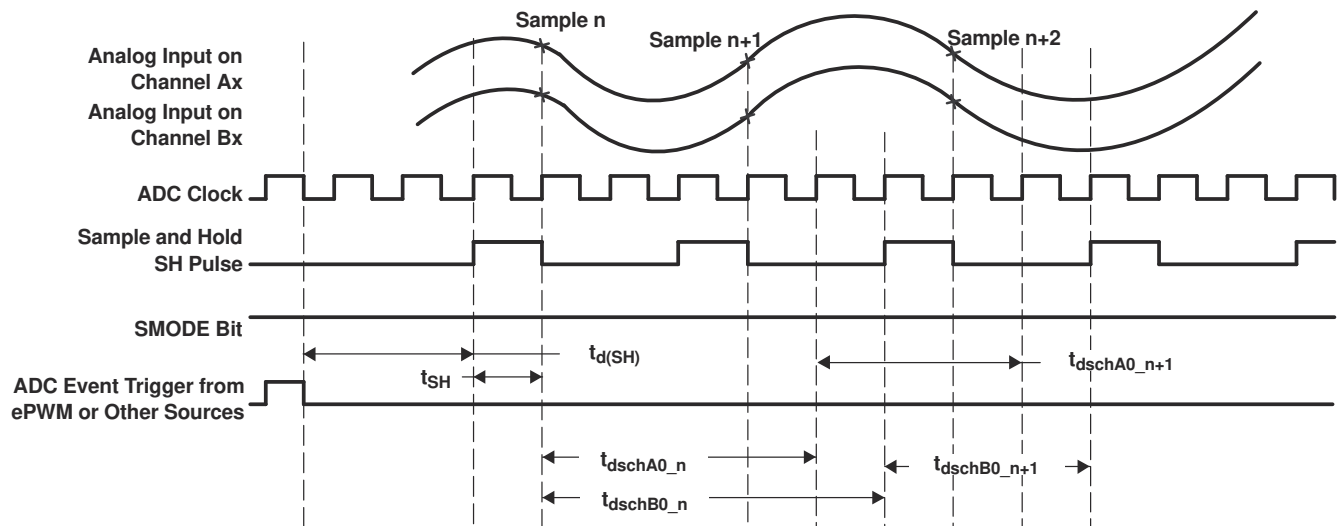 Sample n
Sample n+1
Sample n+2
Analog Input on
Channel Ax
Analog Input on
Channel Bx
ADC Clock
Sample and Hold
SH Pulse
SMODE Bit
td(SH)
tSH
tdschA0_n+1
ADC Event Trigger from
ePWM or Other Sources
tdschA0_n
tdschB0_n+1
tdschB0_n